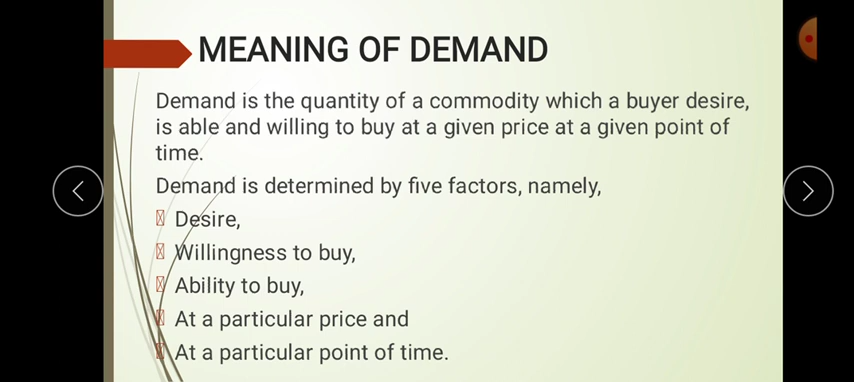 MEANING OF DEMAND
Demand is the quantity of a commodity which a buyer desire,
is able and willing to buy at a given price at a given point of
time.
Demand is determined by five factors, namely,
Desire,
Willingness to buy,
Ability to buy,
At a particular price and
At a particular point of time.